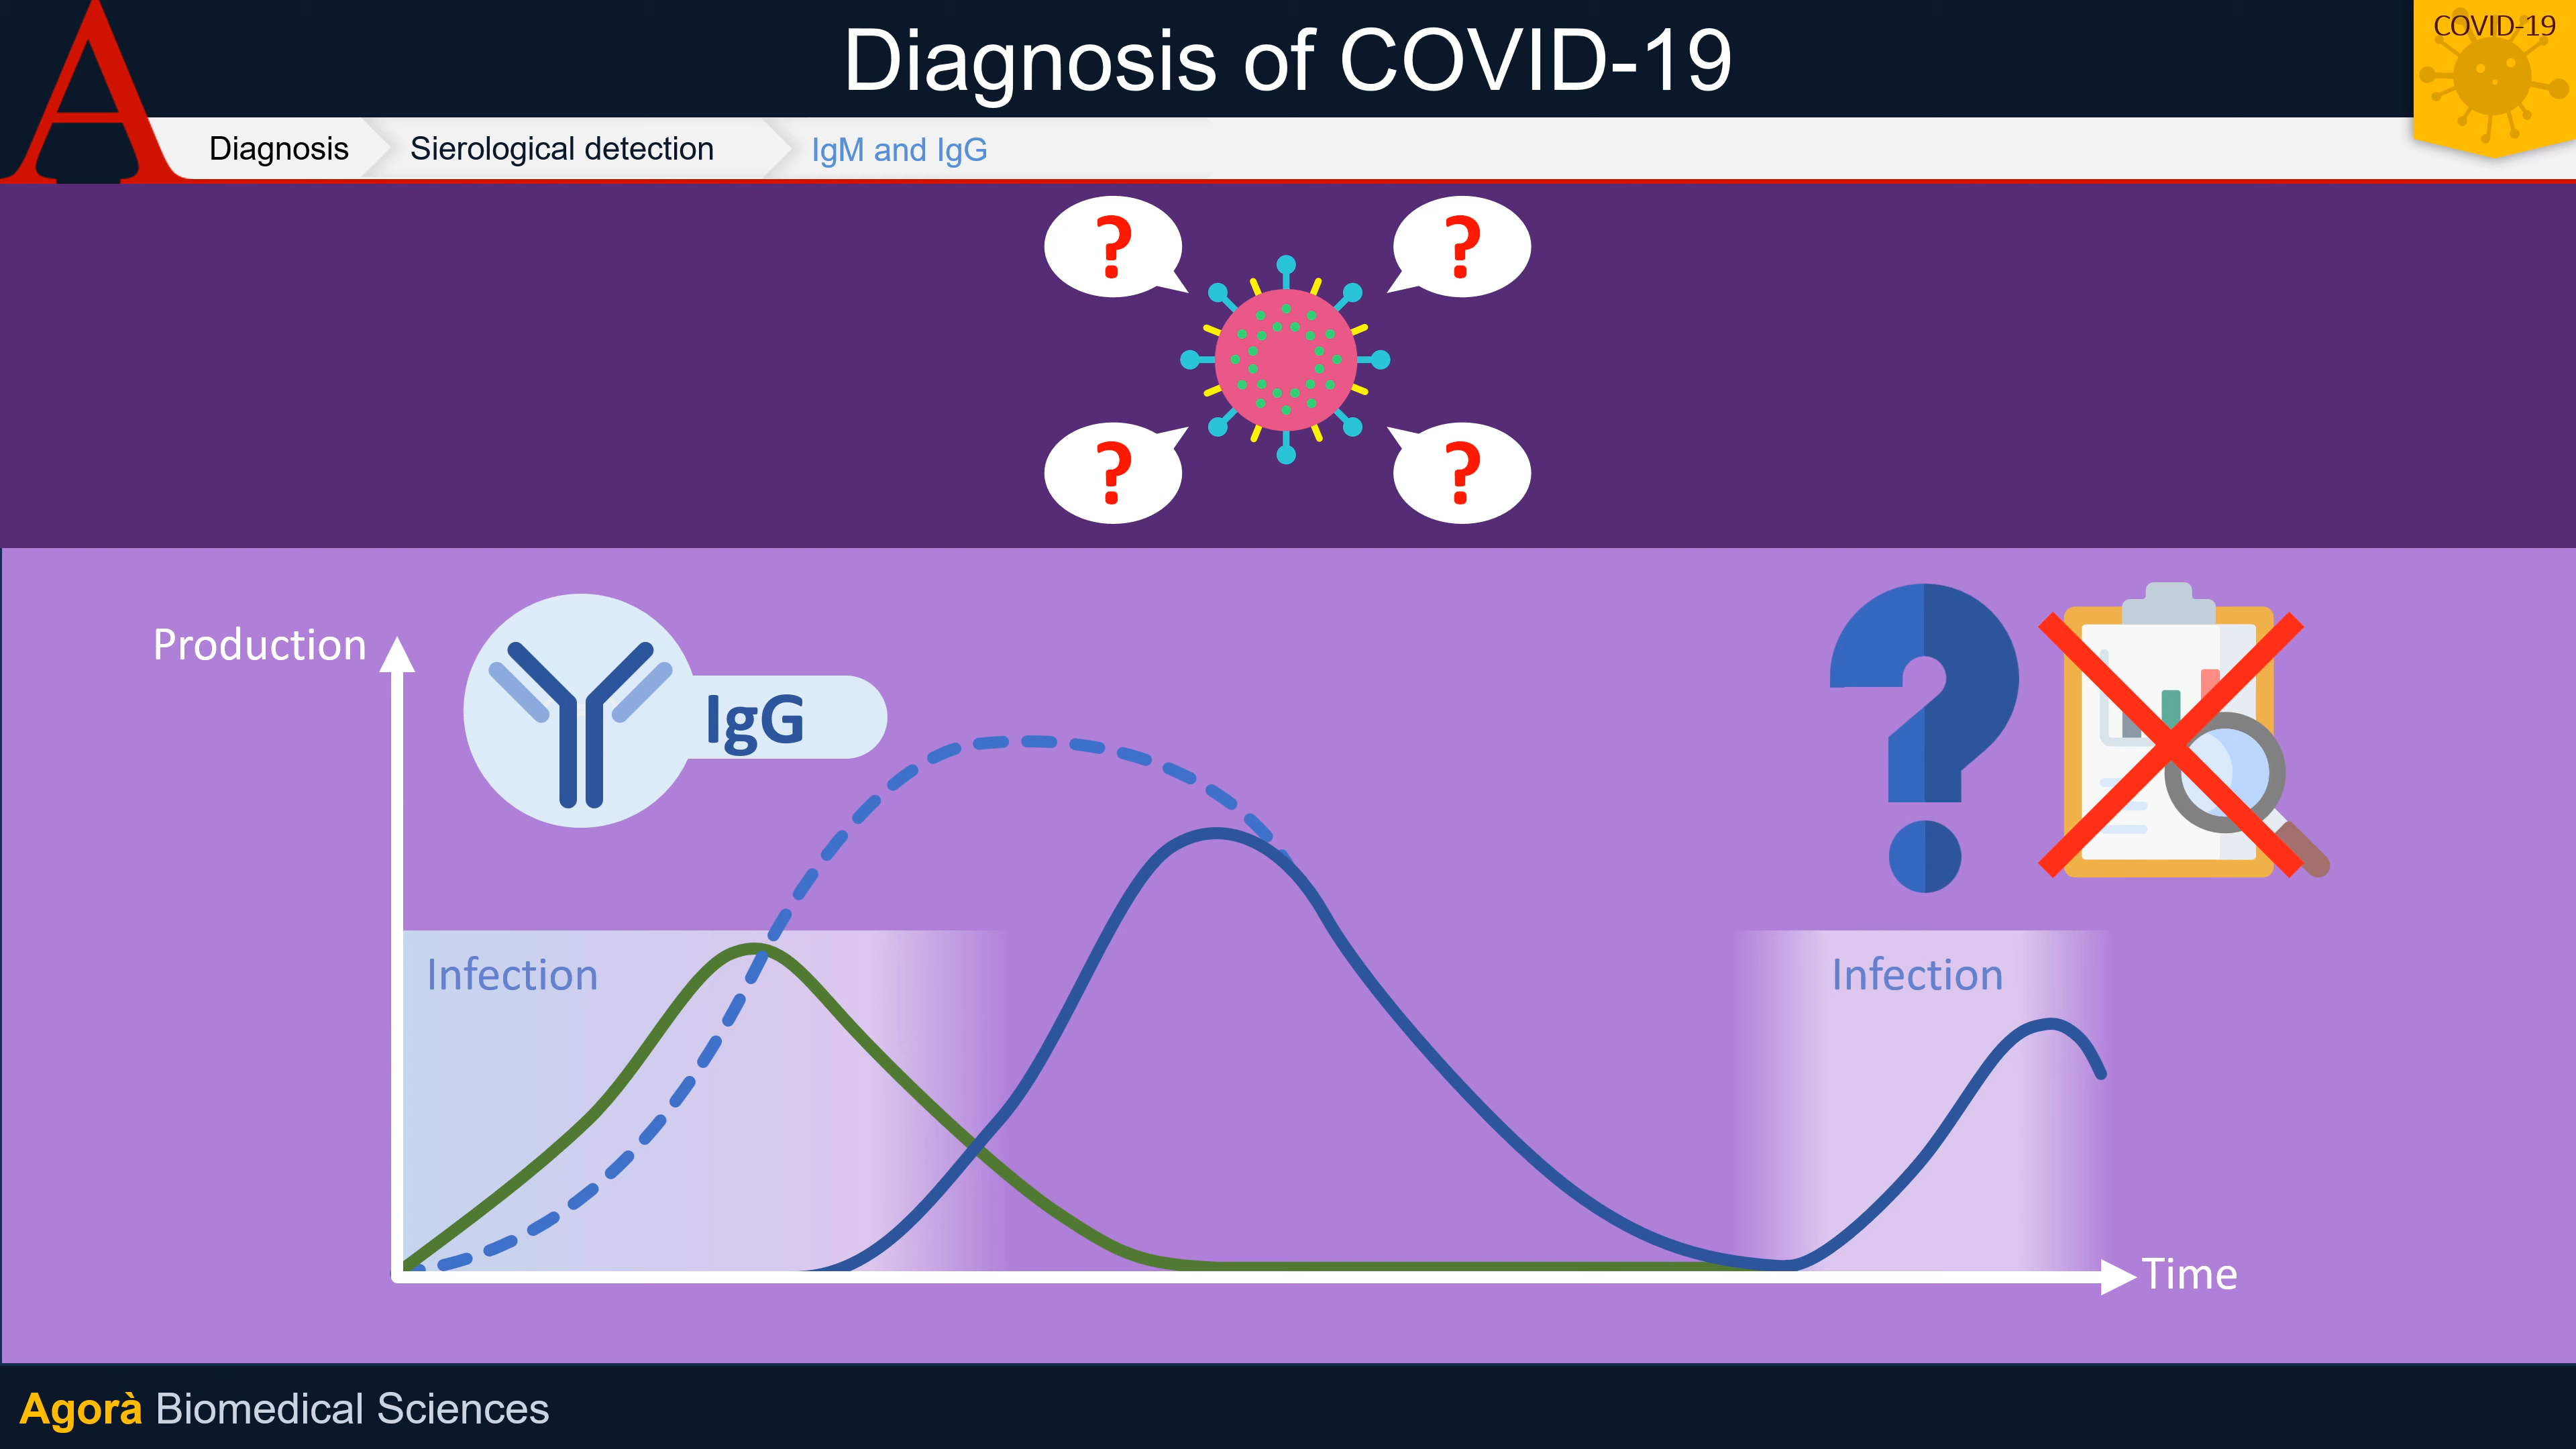 Diagnosis of COVID-19
COVID-19
A
Diagnosis
Sierological detection
IgM and IgG
?
?
?
?
Production
IgG
?
Infection
Infection
Time
Agorà Biomedical Sciences